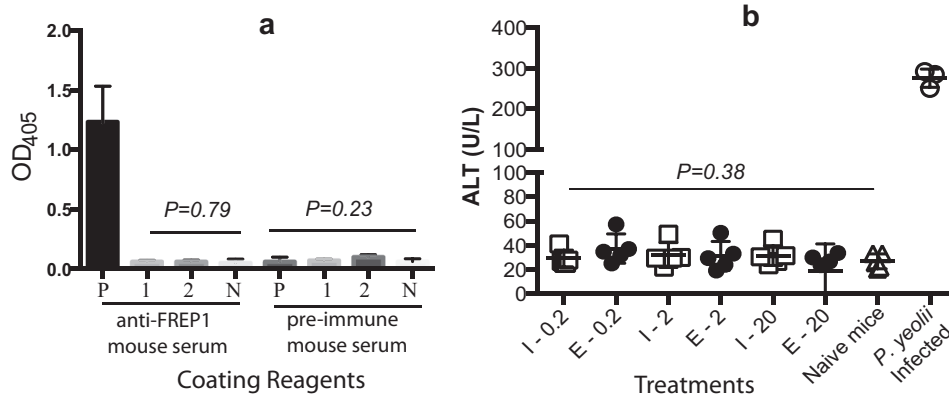 a
2.0
1.5
1.0
0.5
0.0
OD405
P=0.79
P=0.23
P 1 2 N P 1 2 N
anti-FREP1
mouse serum
pre-immune
mouse serum
Coating Reagents
b
400
300
200
100
100
80
60
40
20
0
ALT (U/L)
P=0.38
I - 0.2
E - 0.2
I - 2
E - 2
I - 20
E - 20
Naive mice
P. yeolii
Infected
Treatments